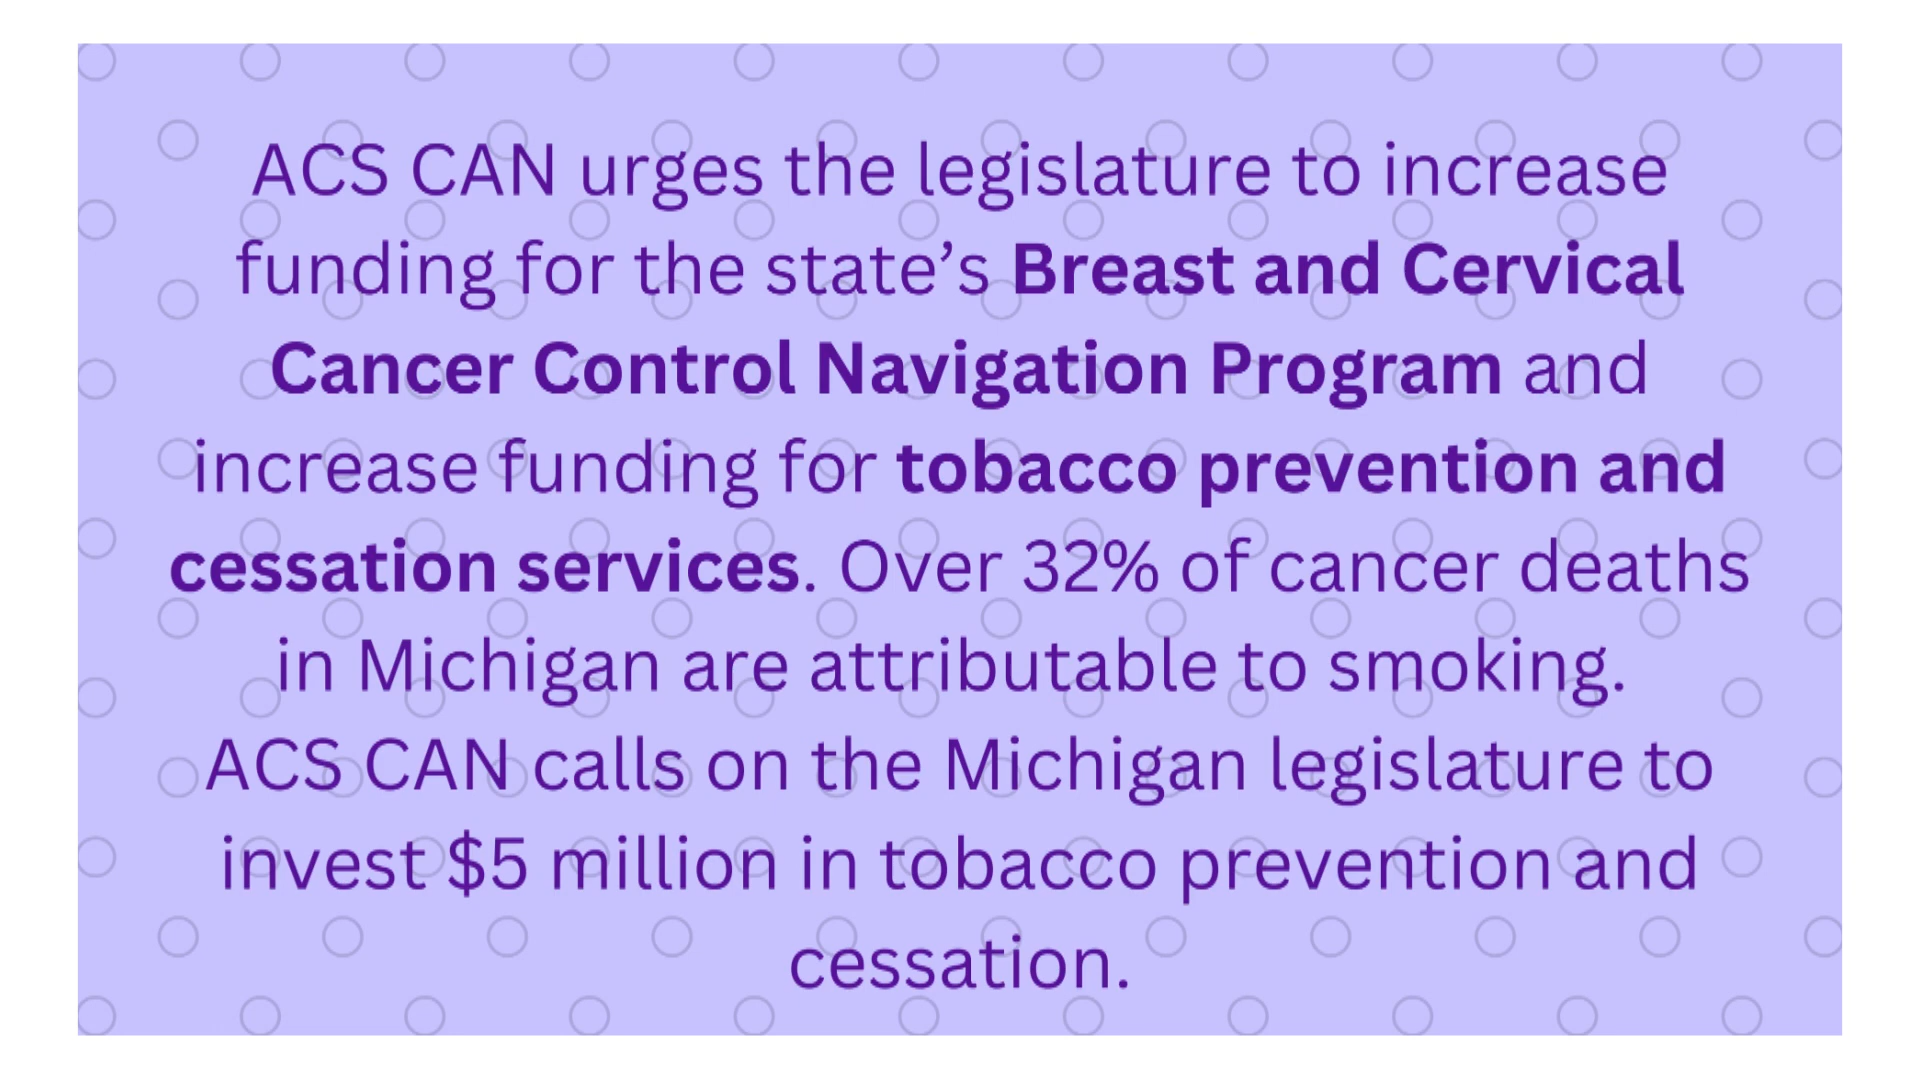 ACS CAN urges the legislature to increase
funding for the state’s Breast and Cervical
Cancer Control Navigation Program and
increase funding for tobacco prevention and
cessation services. Over 32% of cancer deaths
in Michigan are attributable to smoking.
ACS CAN calls on the Michigan legislature to
invest $5 million in tobacco prevention and
cessation.